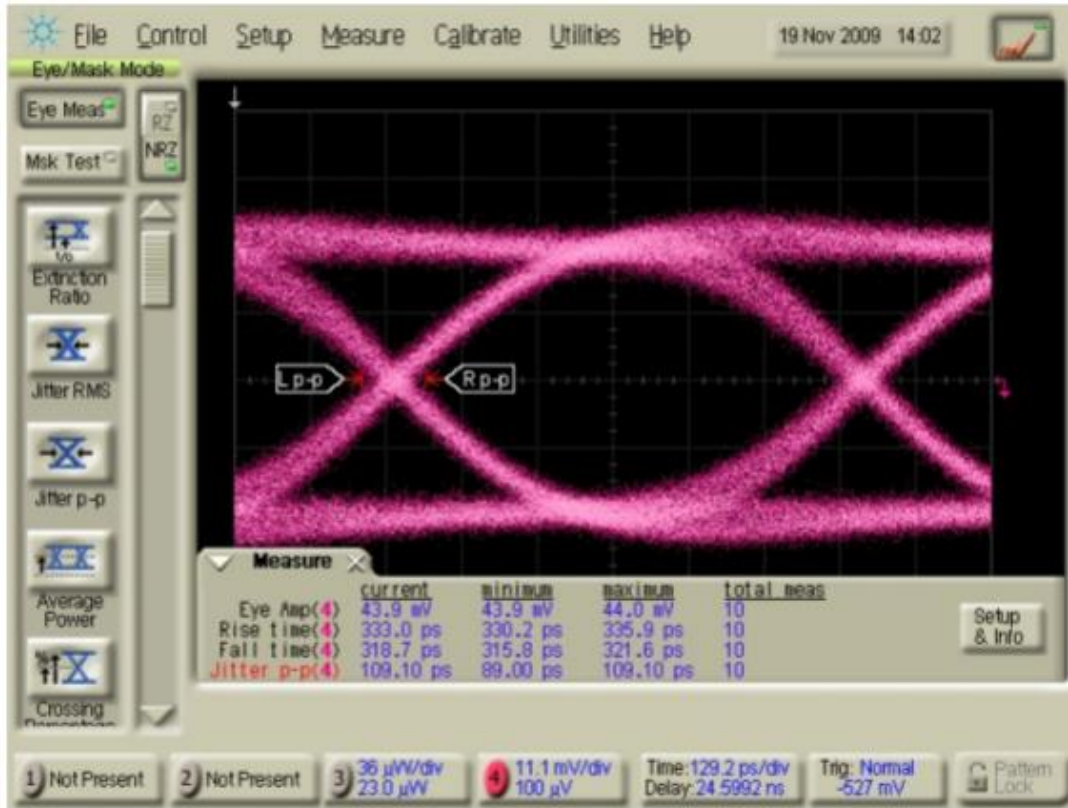 File Control Setup Measure Calibrate Utilities Help 19 Nov 2009 14:02
Eye/Mask Mode
Eye Meas
RZ
NRZ
Msk Test
Extinction
Ratio
Jitter RMS
Jitter p-p
Average
Power
Crossing
L p-p
R p-p
Measure
current minimum maximum total meas
Eye Amp(4) 43.9 mV 43.9 mV 44.0 mV 10
Rise time(4) 333.0 ps 330.2 ps 335.9 ps 10
Fall time(4) 318.7 ps 315.8 ps 321.6 ps 10
Jitter p-p(4) 109.10 ps 89.00 ps 109.10 ps 10
Setup
& Info
1) Not Present
2) Not Present
3) 36 µW/div
23.0 µW
4) 11.1 mV/div
100 µV
Time:129.2 ps/div
Delay:24.5992 ns
Trig: Normal
-527 mV
Pattern
Lock